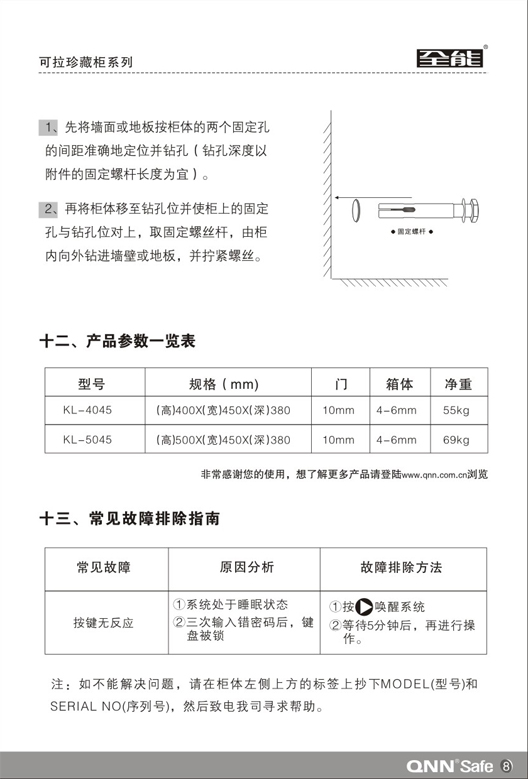 可拉珍藏柜系列
全能®
1、先将墙面或地板按柜体的两个固定孔
的间距准确地定位并钻孔（钻孔深度以
附件的固定螺杆长度为宜）。
2、再将柜体移至钻孔位并使柜上的固定
孔与钻孔位对上，取固定螺丝杆，由柜
内向外钻进墙壁或地板，并拧紧螺丝。
● 固定螺杆 ●
十二、产品参数一览表
型号 规格（mm) 门 箱体 净重
KL-4045 (高)400X(宽)450X(深)380 10mm 4-6mm 55kg
KL-5045 (高)500X(宽)450X(深)380 10mm 4-6mm 69kg
非常感谢您的使用，想了解更多产品请登陆www.qnn.com.cn浏览
十三、常见故障排除指南
常见故障 原因分析 故障排除方法
按键无反应
①系统处于睡眠状态
②三次输入错密码后，键
盘被锁
①按▶唤醒系统
②等待5分钟后，再进行操
作。
注：如不能解决问题，请在柜体左侧上方的标签上抄下MODEL(型号)和
SERIAL NO(序列号)，然后致电我司寻求帮助。
QNN®Safe 8